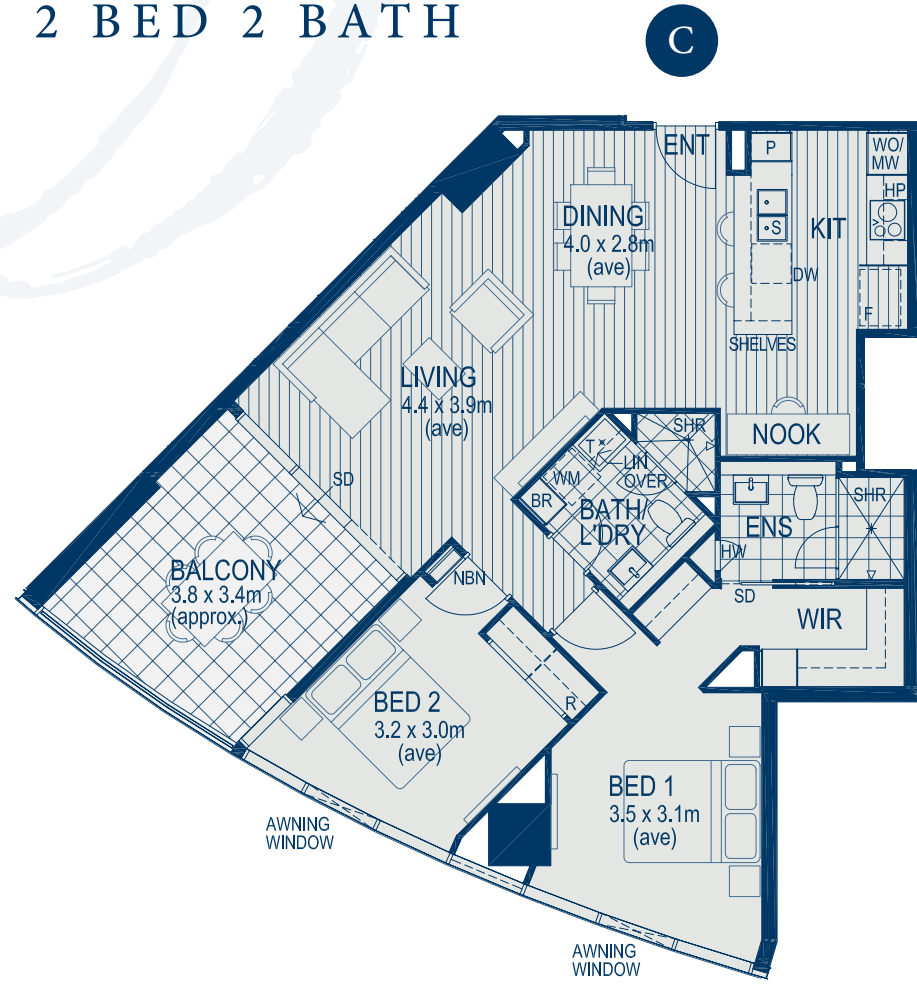 2 BED 2 BATH
C
ENT
P
WO/
MW
HP
DINING
4.0 x 2.8m
(ave)
S
KIT
DW
F
SHELVES
LIVING
4.4 x 3.9m
(ave)
NOOK
SHR
T
LIN
OVER
WM
BR
BATH/
L'DRY
ENS
SHR
HW
SD
BALCONY
3.8 x 3.4m
(approx.)
NBN
SD
WIR
BED 2
3.2 x 3.0m
(ave)
R
BED 1
3.5 x 3.1m
(ave)
AWNING
WINDOW
AWNING
WINDOW